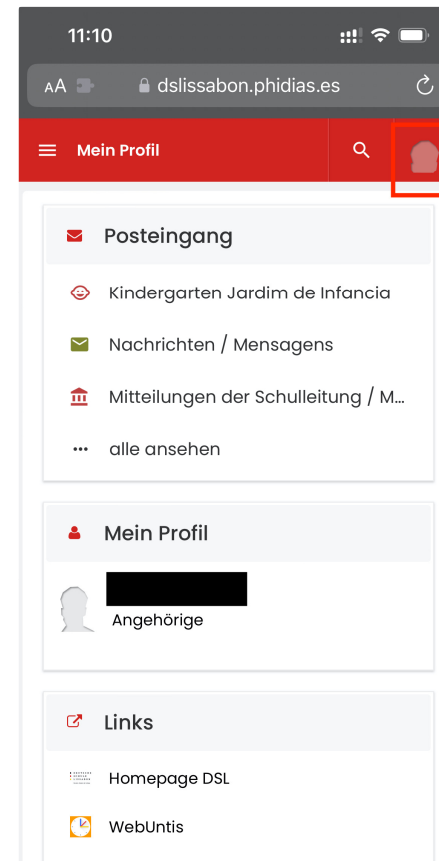 11:10
AA dslissabon.phidias.es
Mein Profil
Posteingang
Kindergarten Jardim de Infancia
Nachrichten / Mensagens
Mitteilungen der Schulleitung / M...
alle ansehen
Mein Profil
Angehörige
Links
Homepage DSL
WebUntis